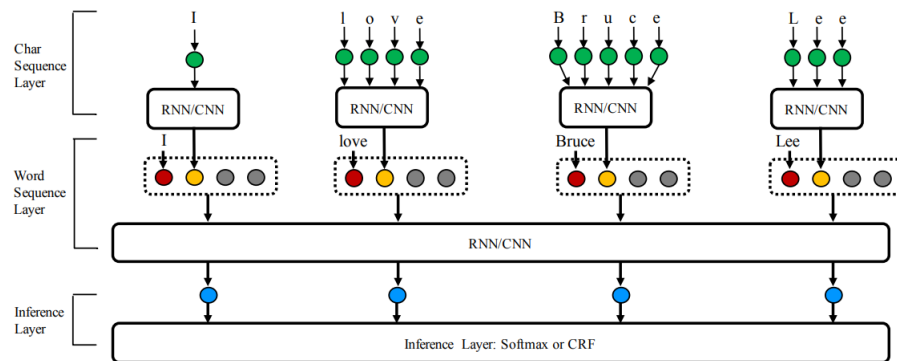 I
l o v e
B r u c e
L e e
Char
Sequence
Layer
RNN/CNN
RNN/CNN
RNN/CNN
RNN/CNN
I
love
Bruce
Lee
Word
Sequence
Layer
RNN/CNN
Inference
Layer
Inference Layer: Softmax or CRF